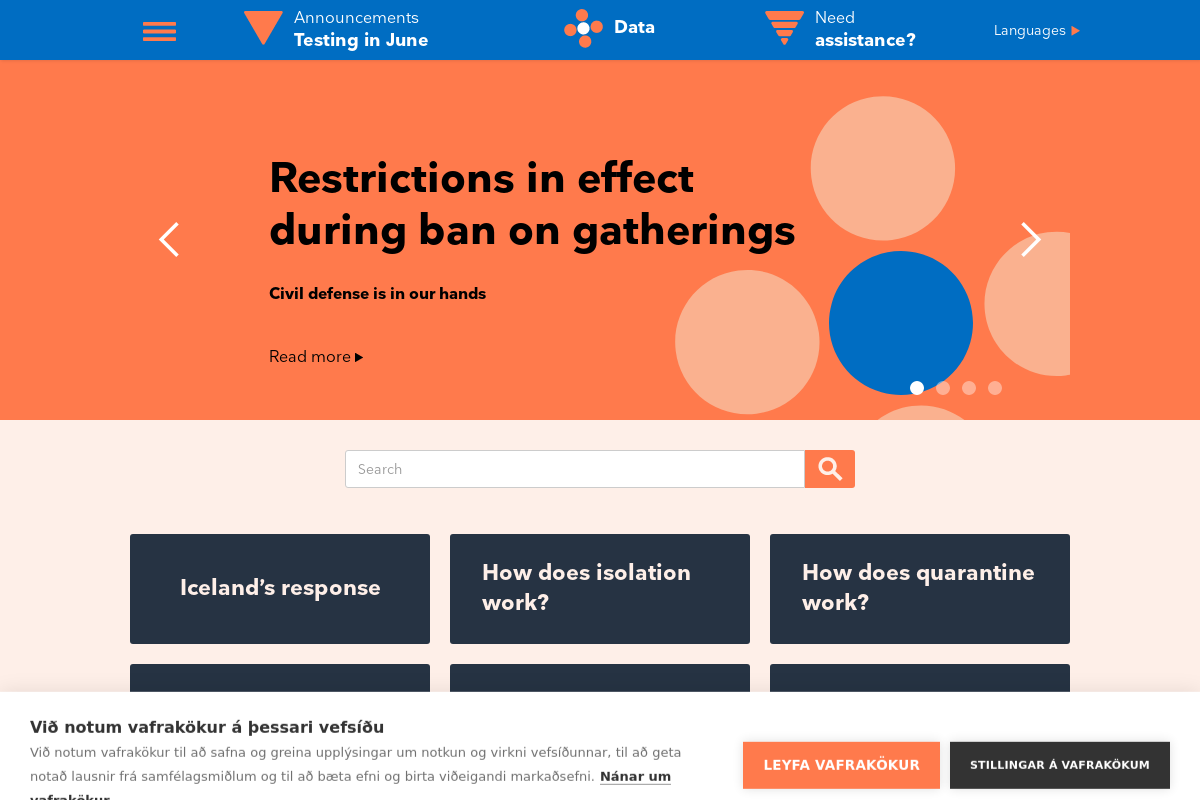 Announcements
Testing in June
Data
Need
assistance?
Languages
Restrictions in effect
during ban on gatherings
Civil defense is in our hands
Read more
Search
Iceland's response
How does isolation
work?
How does quarantine
work?
Við notum vafrakökur á þessari vefsíðu
Við notum vafrakökur til að safna og greina upplýsingar um notkun og virkni vefsíðunnar, til að geta
notað lausnir frá samfélagsmiðlum og til að bæta efni og birta viðeigandi markaðsefni. Nánar um
vafrakökur
LEYFA VAFRAKÖKUR
STILLINGAR Á VAFRAKÖKUM